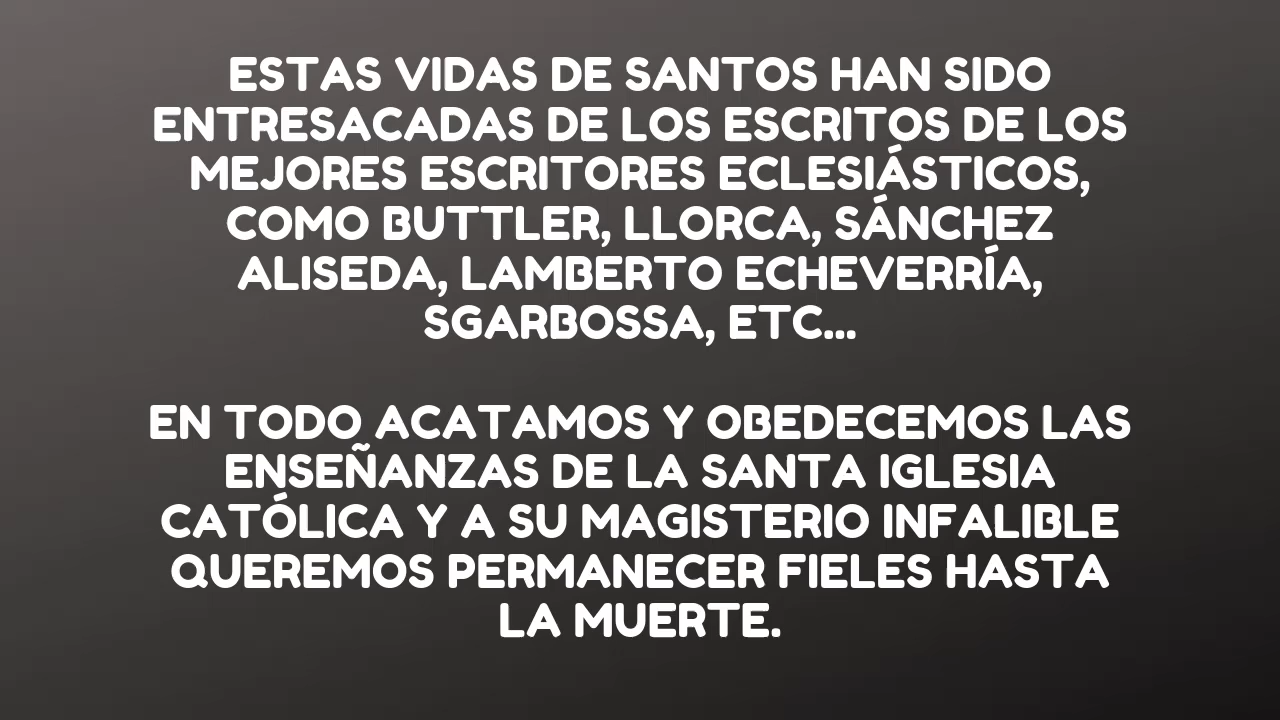 ESTAS VIDAS DE SANTOS HAN SIDO
ENTRESACADAS DE LOS ESCRITOS DE LOS
MEJORES ESCRITORES ECLESIÁSTICOS,
COMO BUTTLER, LLORCA, SÁNCHEZ
ALISEDA, LAMBERTO ECHEVERRÍA,
SGARBOSSA, ETC...
EN TODO ACATAMOS Y OBEDECEMOS LAS
ENSEÑANZAS DE LA SANTA IGLESIA
CATÓLICA Y A SU MAGISTERIO INFALIBLE
QUEREMOS PERMANECER FIELES HASTA
LA MUERTE.